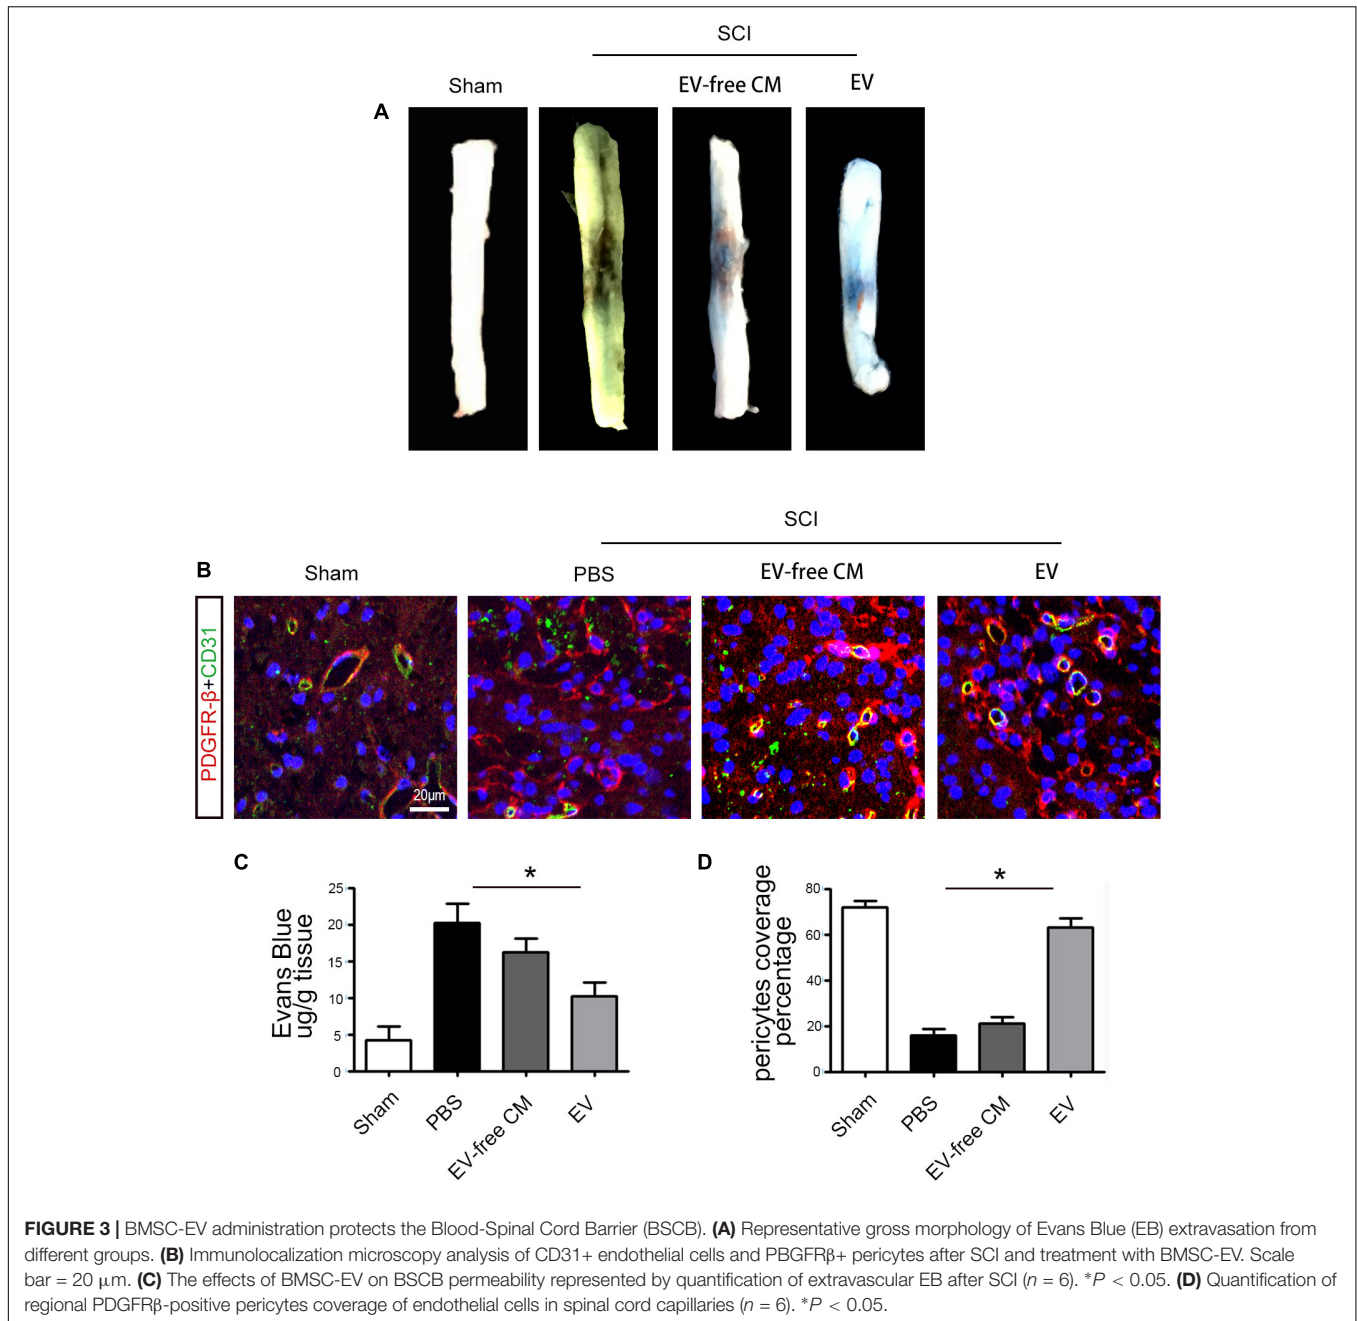 SCI
Sham
EV-free CM
EV
A
SCI
B
Sham
PBS
EV-free CM
EV
PDGFR-β+CD31
20µm
C
D
*
*
Evans Blue
ug/g tissue
25
20
15
10
5
0
Sham
PBS
EV-free CM
EV
pericytes coverage
percentage
80
60
40
20
0
Sham
PBS
EV-free CM
EV
FIGURE 3 | BMSC-EV administration protects the Blood-Spinal Cord Barrier (BSCB). (A) Representative gross morphology of Evans Blue (EB) extravasation from
different groups. (B) Immunolocalization microscopy analysis of CD31+ endothelial cells and PBGFRβ+ pericytes after SCI and treatment with BMSC-EV. Scale
bar = 20 µm. (C) The effects of BMSC-EV on BSCB permeability represented by quantification of extravascular EB after SCI (n = 6). *P < 0.05. (D) Quantification of
regional PDGFRβ-positive pericytes coverage of endothelial cells in spinal cord capillaries (n = 6). *P < 0.05.